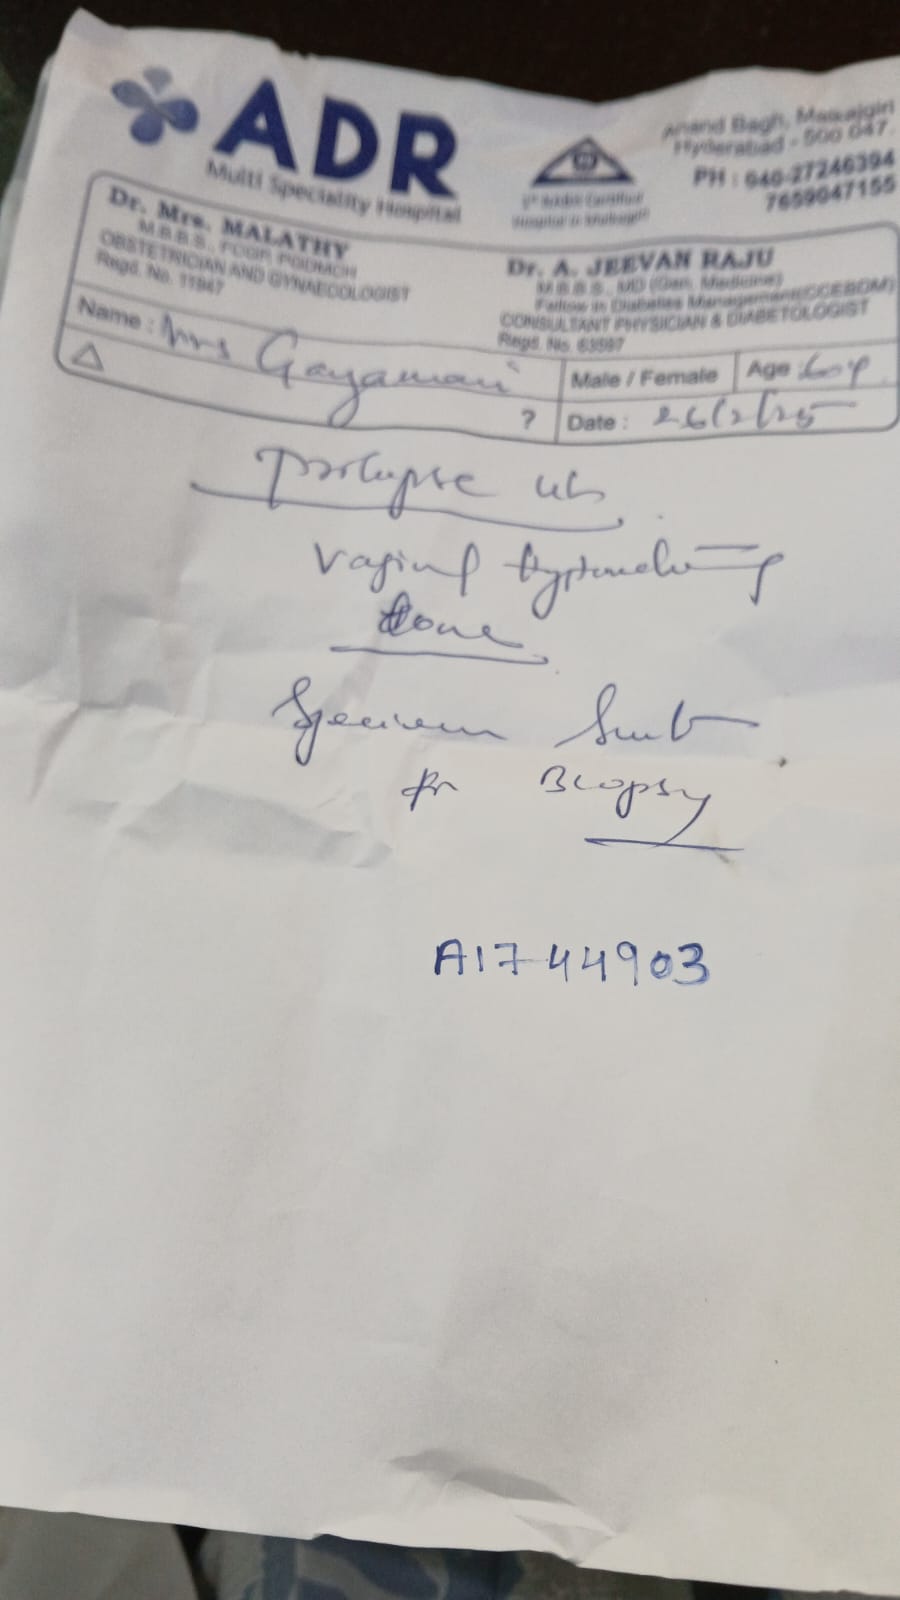 ADR
Multi Speciality Hospital
Anand Bagh, Malkajgiri
Hyderabad - 500 047.
PH : 040-27246394
7659047155
Dr. Mrs. MALATHY
M.B.B.S., FCGP, PGDMCH
OBSTETRICIAN AND GYNAECOLOGIST
Regd. No. 11947
Dr. A. JEEVAN RAJU
M.B.B.S., MD (Gen. Medicine)
Fellow in Diabetes Management (CCEBDM)
CONSULTANT PHYSICIAN & DIABETOLOGIST
Regd. No. 63587
Name : Mrs Gayamani
Male / Female
Age : 60y
Date : 26/2/25
?
Prolapse ut
Vaginal Hysterectomy
done
Specimen Sent
for Biopsy
A1744903